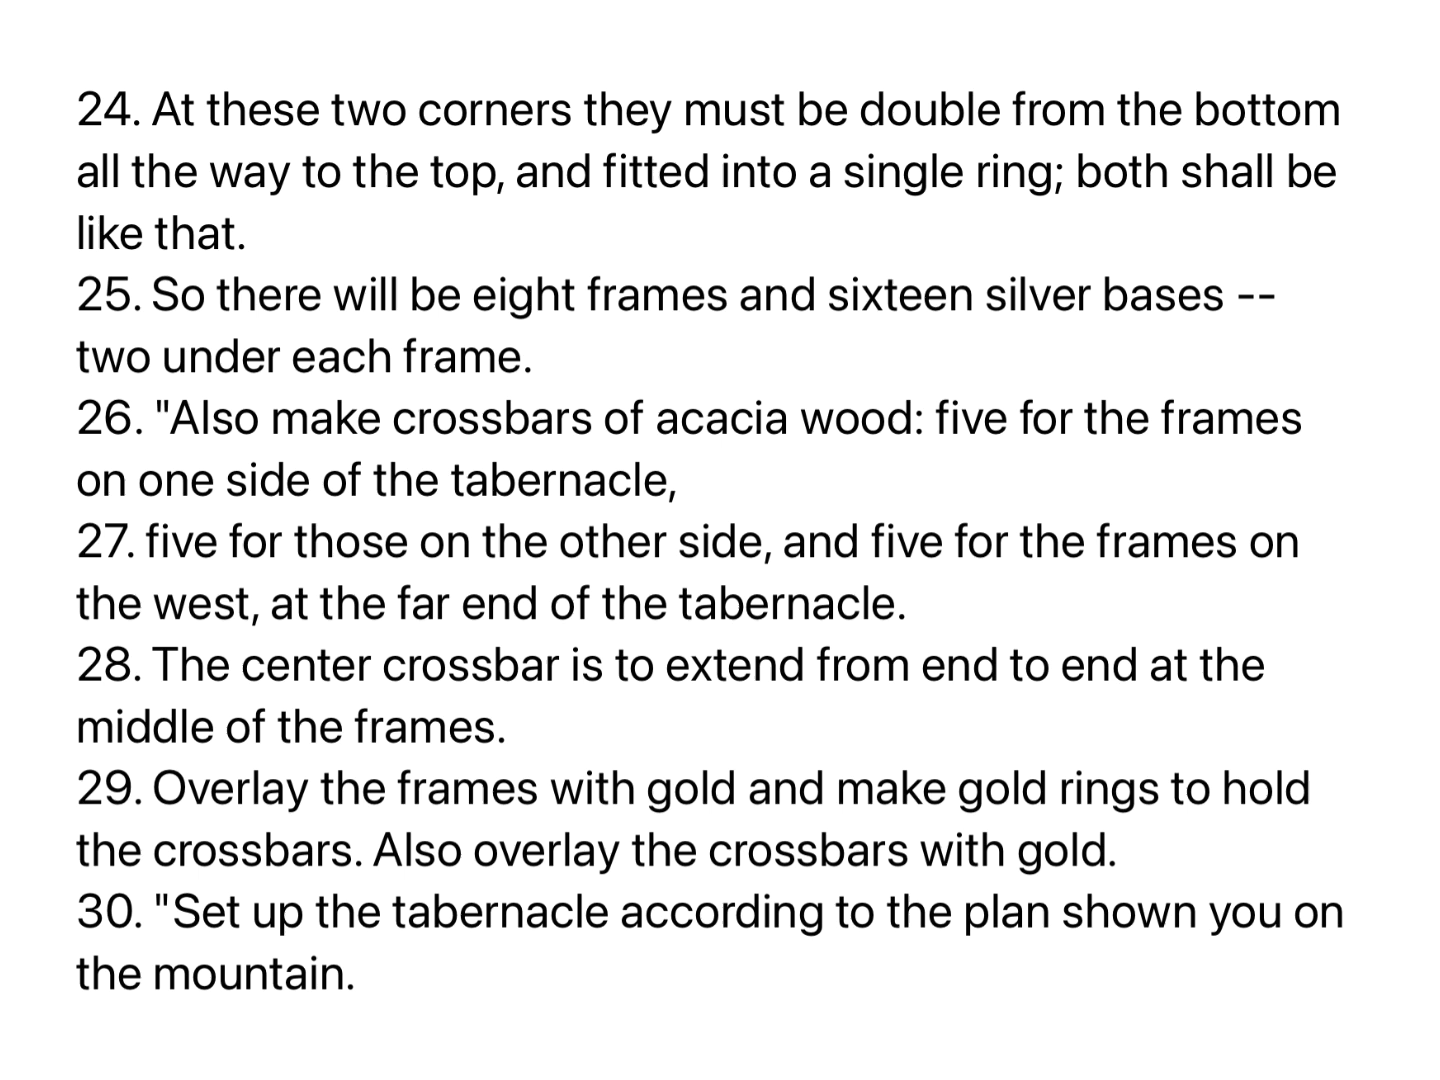 24. At these two corners they must be double from the bottom
all the way to the top, and fitted into a single ring; both shall be
like that.
25. So there will be eight frames and sixteen silver bases --
two under each frame.
26. "Also make crossbars of acacia wood: five for the frames
on one side of the tabernacle,
27. five for those on the other side, and five for the frames on
the west, at the far end of the tabernacle.
28. The center crossbar is to extend from end to end at the
middle of the frames.
29. Overlay the frames with gold and make gold rings to hold
the crossbars. Also overlay the crossbars with gold.
30. "Set up the tabernacle according to the plan shown you on
the mountain.